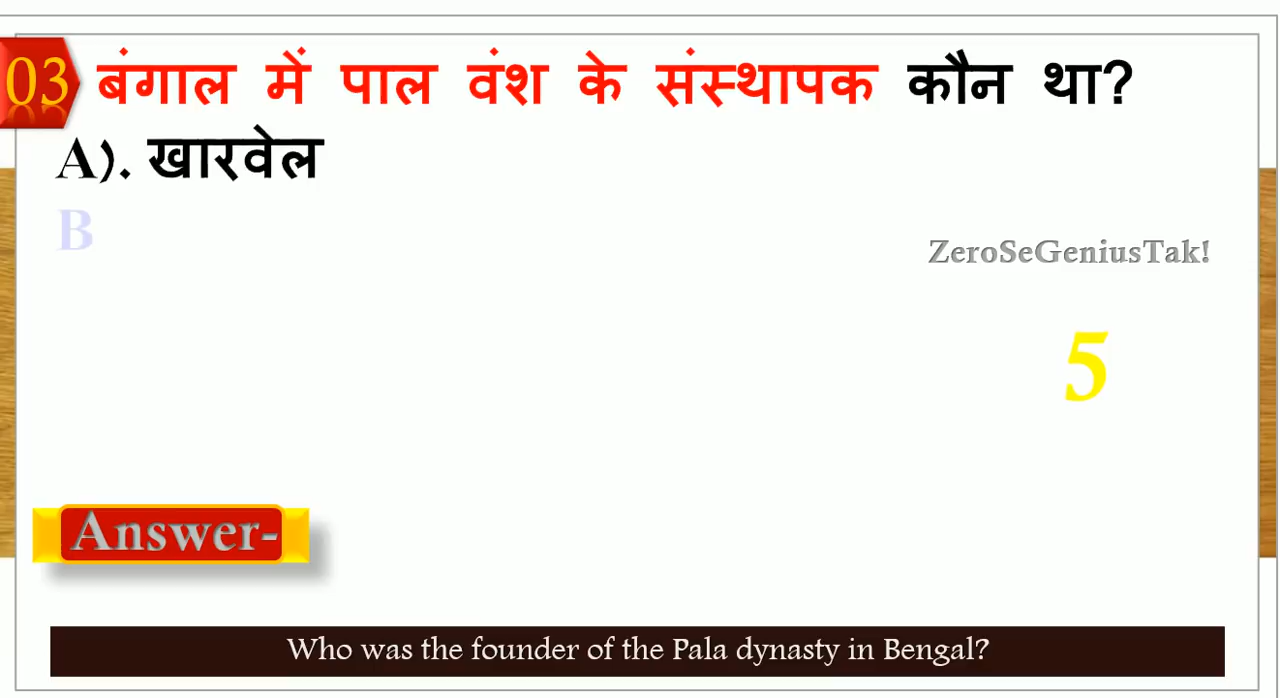 03 बंगाल में पाल वंश के संस्थापक कौन था?
A). खारवेल
B
ZeroSeGeniusTak!
5
Answer-
Who was the founder of the Pala dynasty in Bengal?